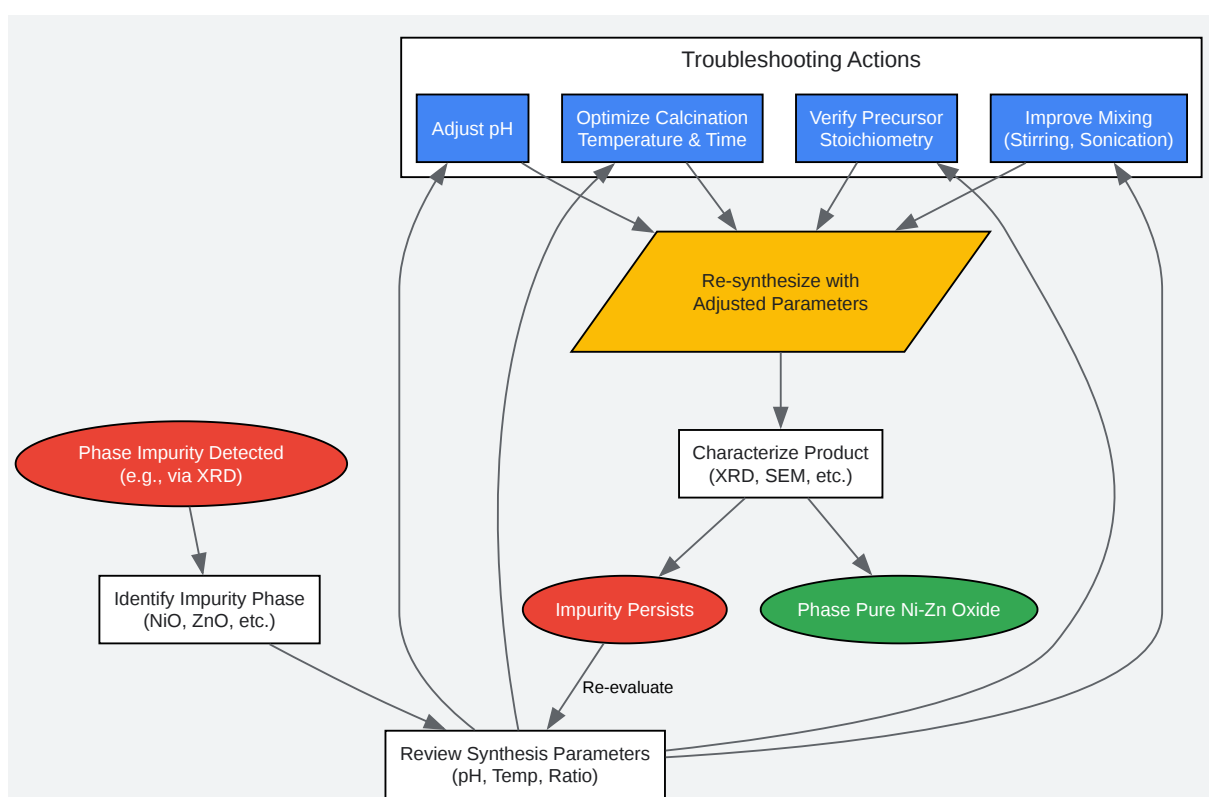 Troubleshooting Actions
Adjust pH
Optimize Calcination
Temperature & Time
Verify Precursor
Stoichiometry
Improve Mixing
(Stirring, Sonication)
Re-synthesize with
Adjusted Parameters
Characterize Product
(XRD, SEM, etc.)
Phase Impurity Detected
(e.g., via XRD)
Identify Impurity Phase
(NiO, ZnO, etc.)
Impurity Persists
Phase Pure Ni-Zn Oxide
Re-evaluate
Review Synthesis Parameters
(pH, Temp, Ratio)